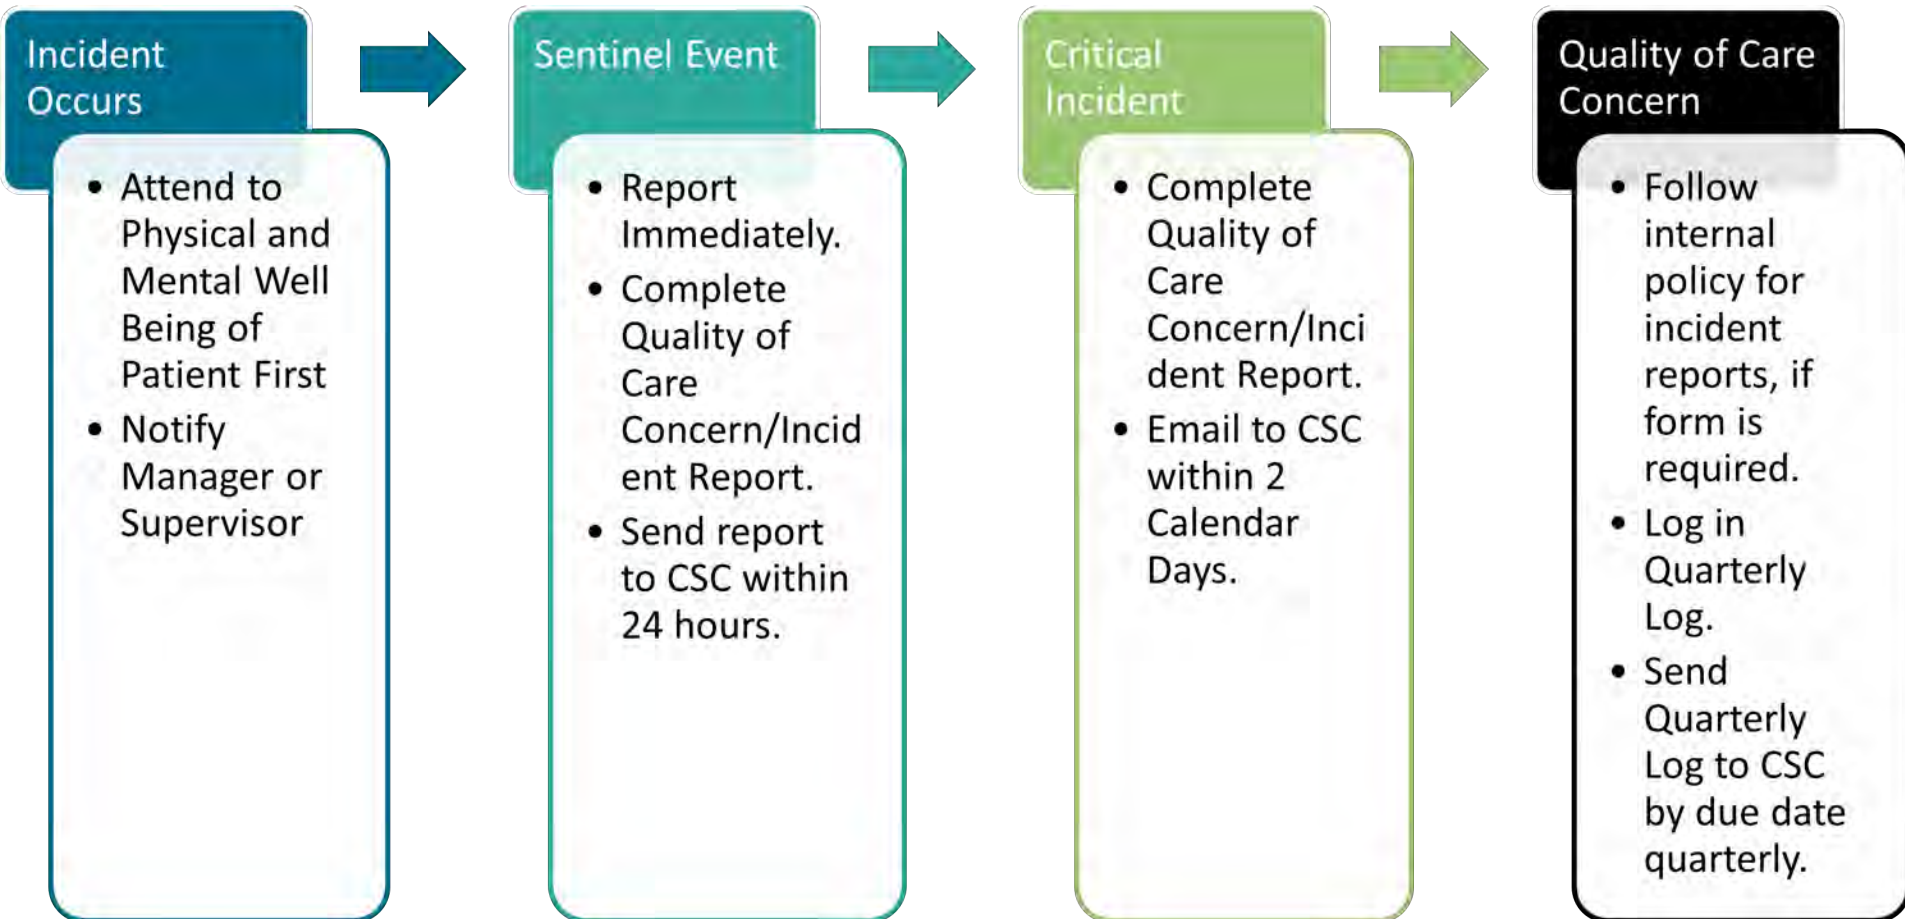 Incident
Occurs
• Attend to
Physical and
Mental Well
Being of
Patient First
• Notify
Manager or
Supervisor
Sentinel Event
• Report
Immediately.
• Complete
Quality of
Care
Concern/Incid
ent Report.
• Send report
to CSC within
24 hours.
Critical
Incident
• Complete
Quality of
Care
Concern/Inci
dent Report.
• Email to CSC
within 2
Calendar
Days.
Quality of Care
Concern
• Follow
internal
policy for
incident
reports, if
form is
required.
• Log in
Quarterly
Log.
• Send
Quarterly
Log to CSC
by due date
quarterly.